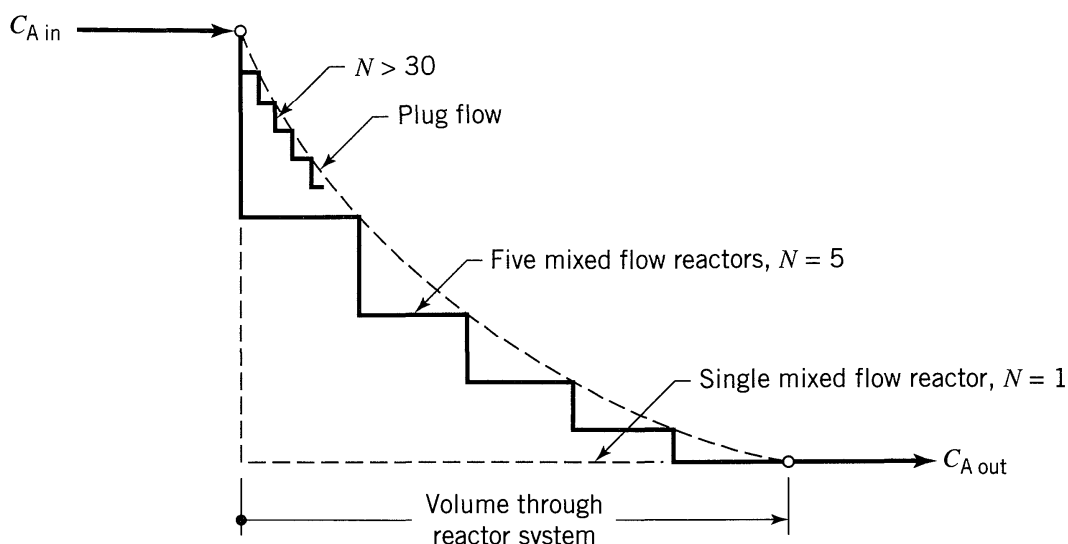 C_A in
N > 30
Plug flow
Five mixed flow reactors, N = 5
Single mixed flow reactor, N = 1
C_A out
Volume through
reactor system